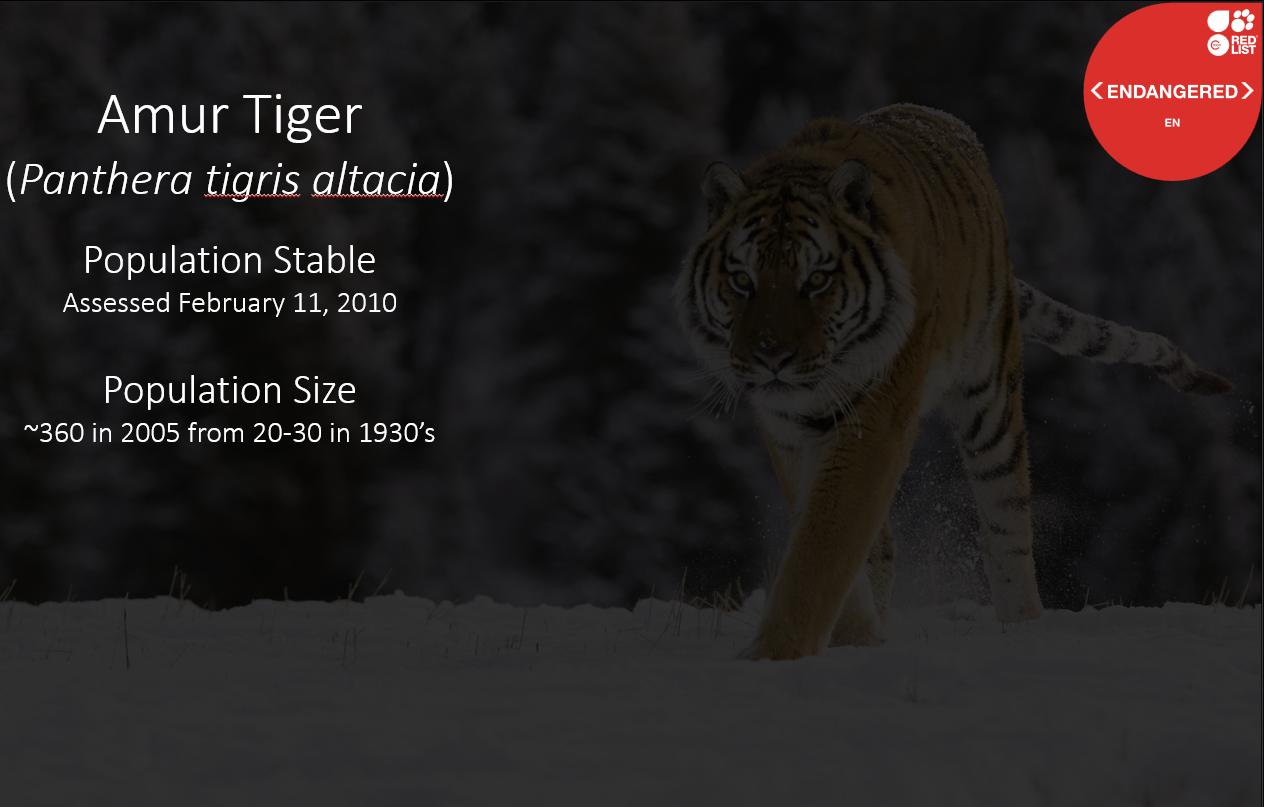 Amur Tiger
(Panthera tigris altacia)
Population Stable
Assessed February 11, 2010
Population Size
~360 in 2005 from 20-30 in 1930’s
RED
LIST
<ENDANGERED>
EN